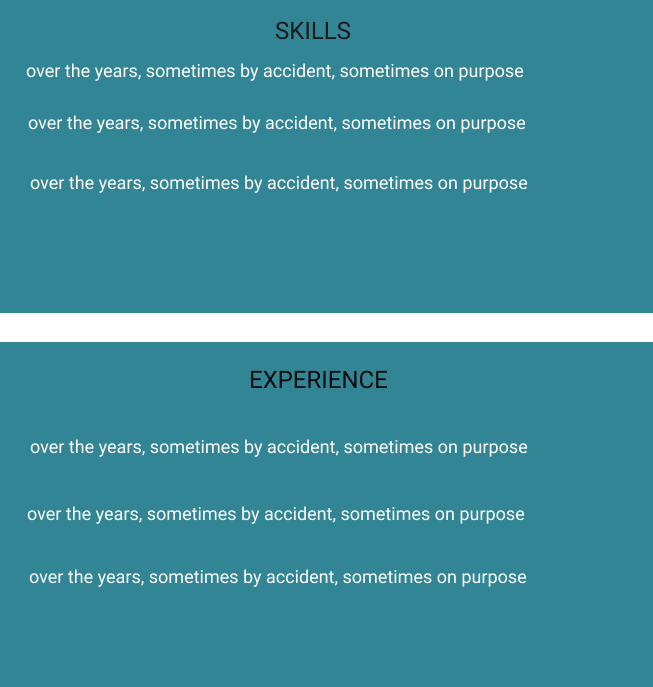 SKILLS
over the years, sometimes by accident, sometimes on purpose
over the years, sometimes by accident, sometimes on purpose
over the years, sometimes by accident, sometimes on purpose
EXPERIENCE
over the years, sometimes by accident, sometimes on purpose
over the years, sometimes by accident, sometimes on purpose
over the years, sometimes by accident, sometimes on purpose